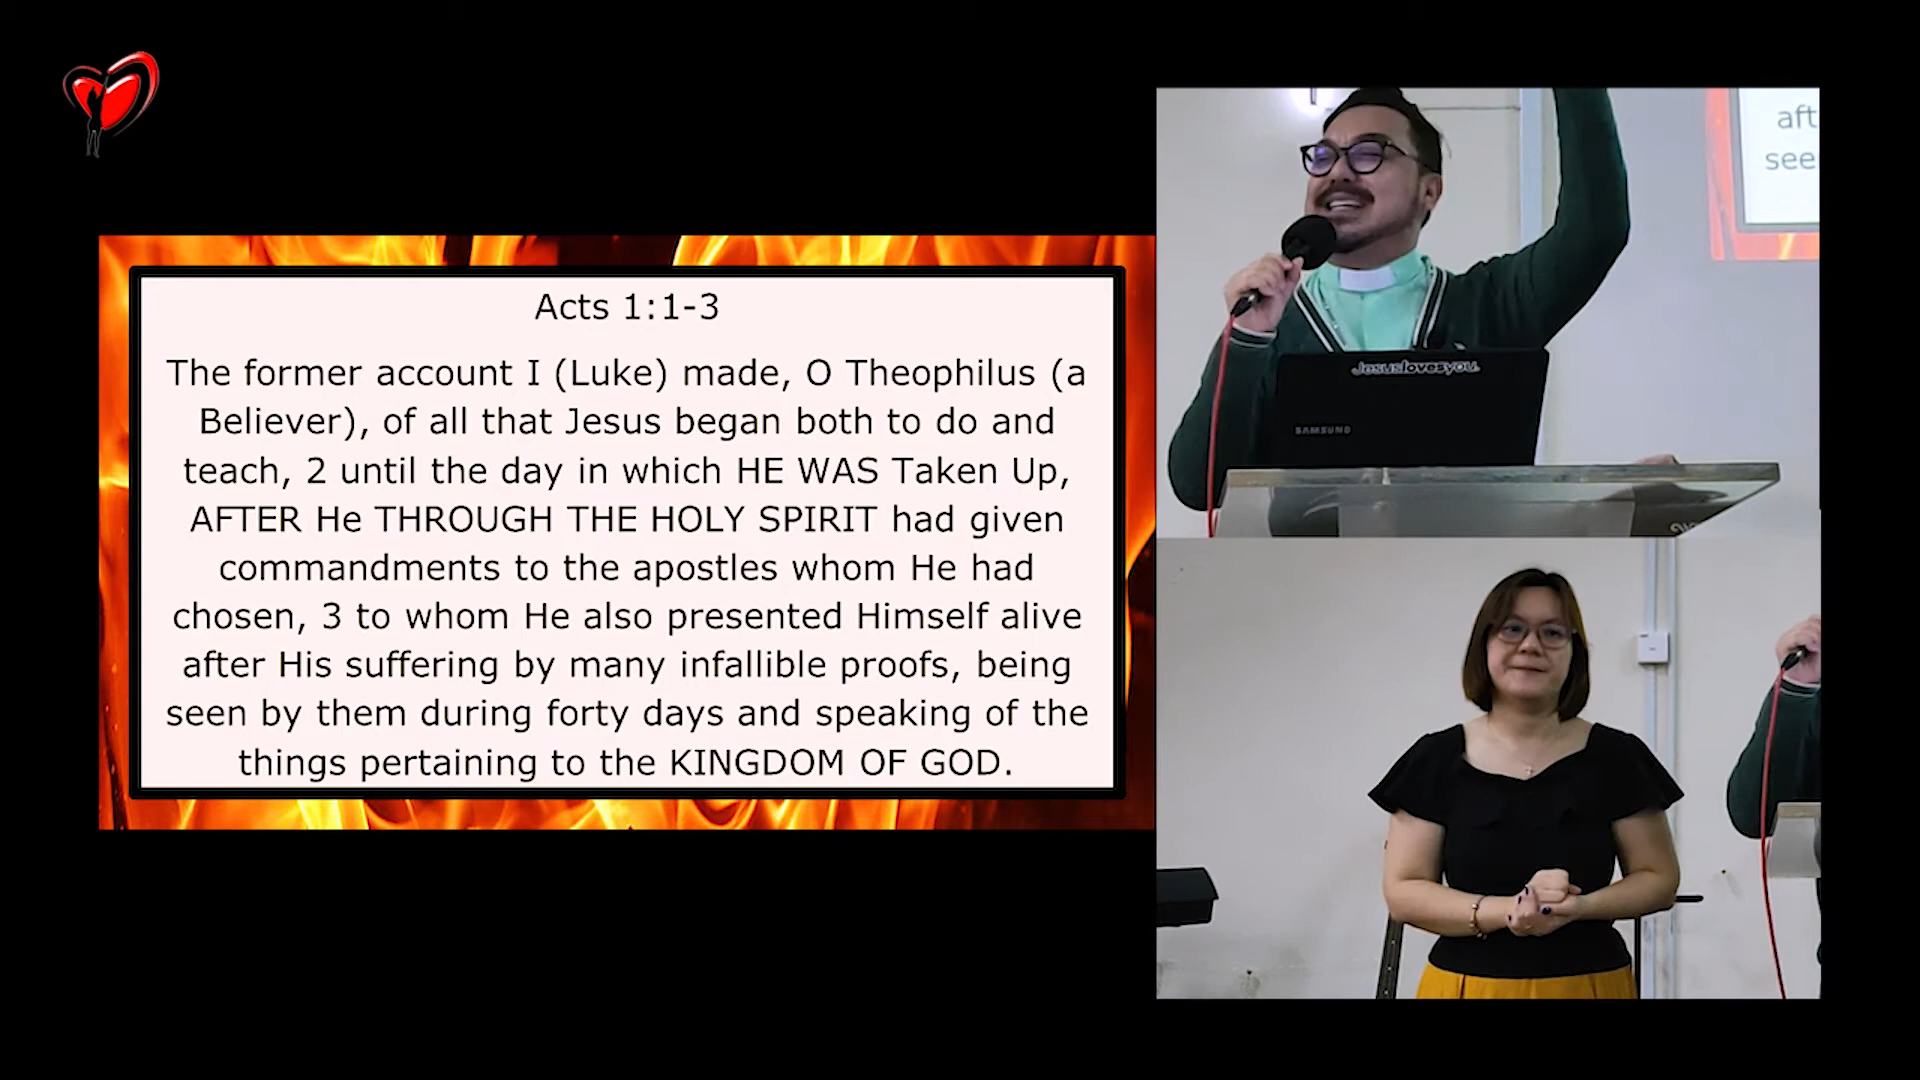 Acts 1:1-3
The former account I (Luke) made, O Theophilus (a
Believer), of all that Jesus began both to do and
teach, 2 until the day in which HE WAS Taken Up,
AFTER He THROUGH THE HOLY SPIRIT had given
commandments to the apostles whom He had
chosen, 3 to whom He also presented Himself alive
after His suffering by many infallible proofs, being
seen by them during forty days and speaking of the
things pertaining to the KINGDOM OF GOD.
aft
see
Jesuslovesyou.
SAMSUNG